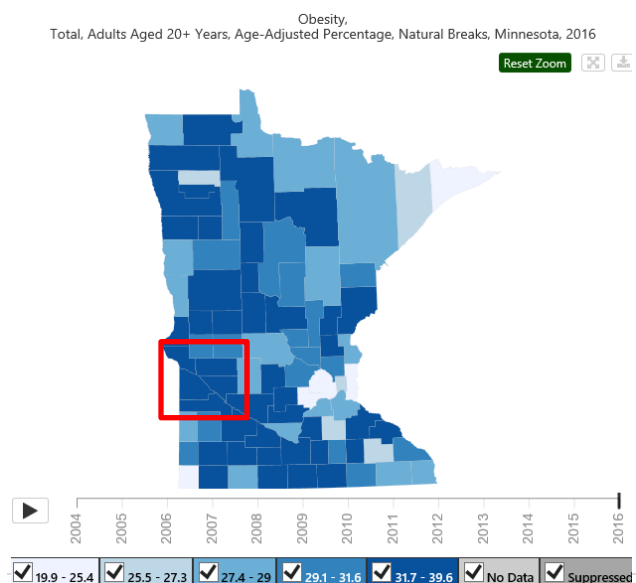 Obesity,
Total, Adults Aged 20+ Years, Age-Adjusted Percentage, Natural Breaks, Minnesota, 2016
Reset Zoom
2004 2005 2006 2007 2008 2009 2010 2011 2012 2013 2014 2015 2016
19.9 - 25.4 25.5 - 27.3 27.4 - 29 29.1 - 31.6 31.7 - 39.6 No Data Suppressed